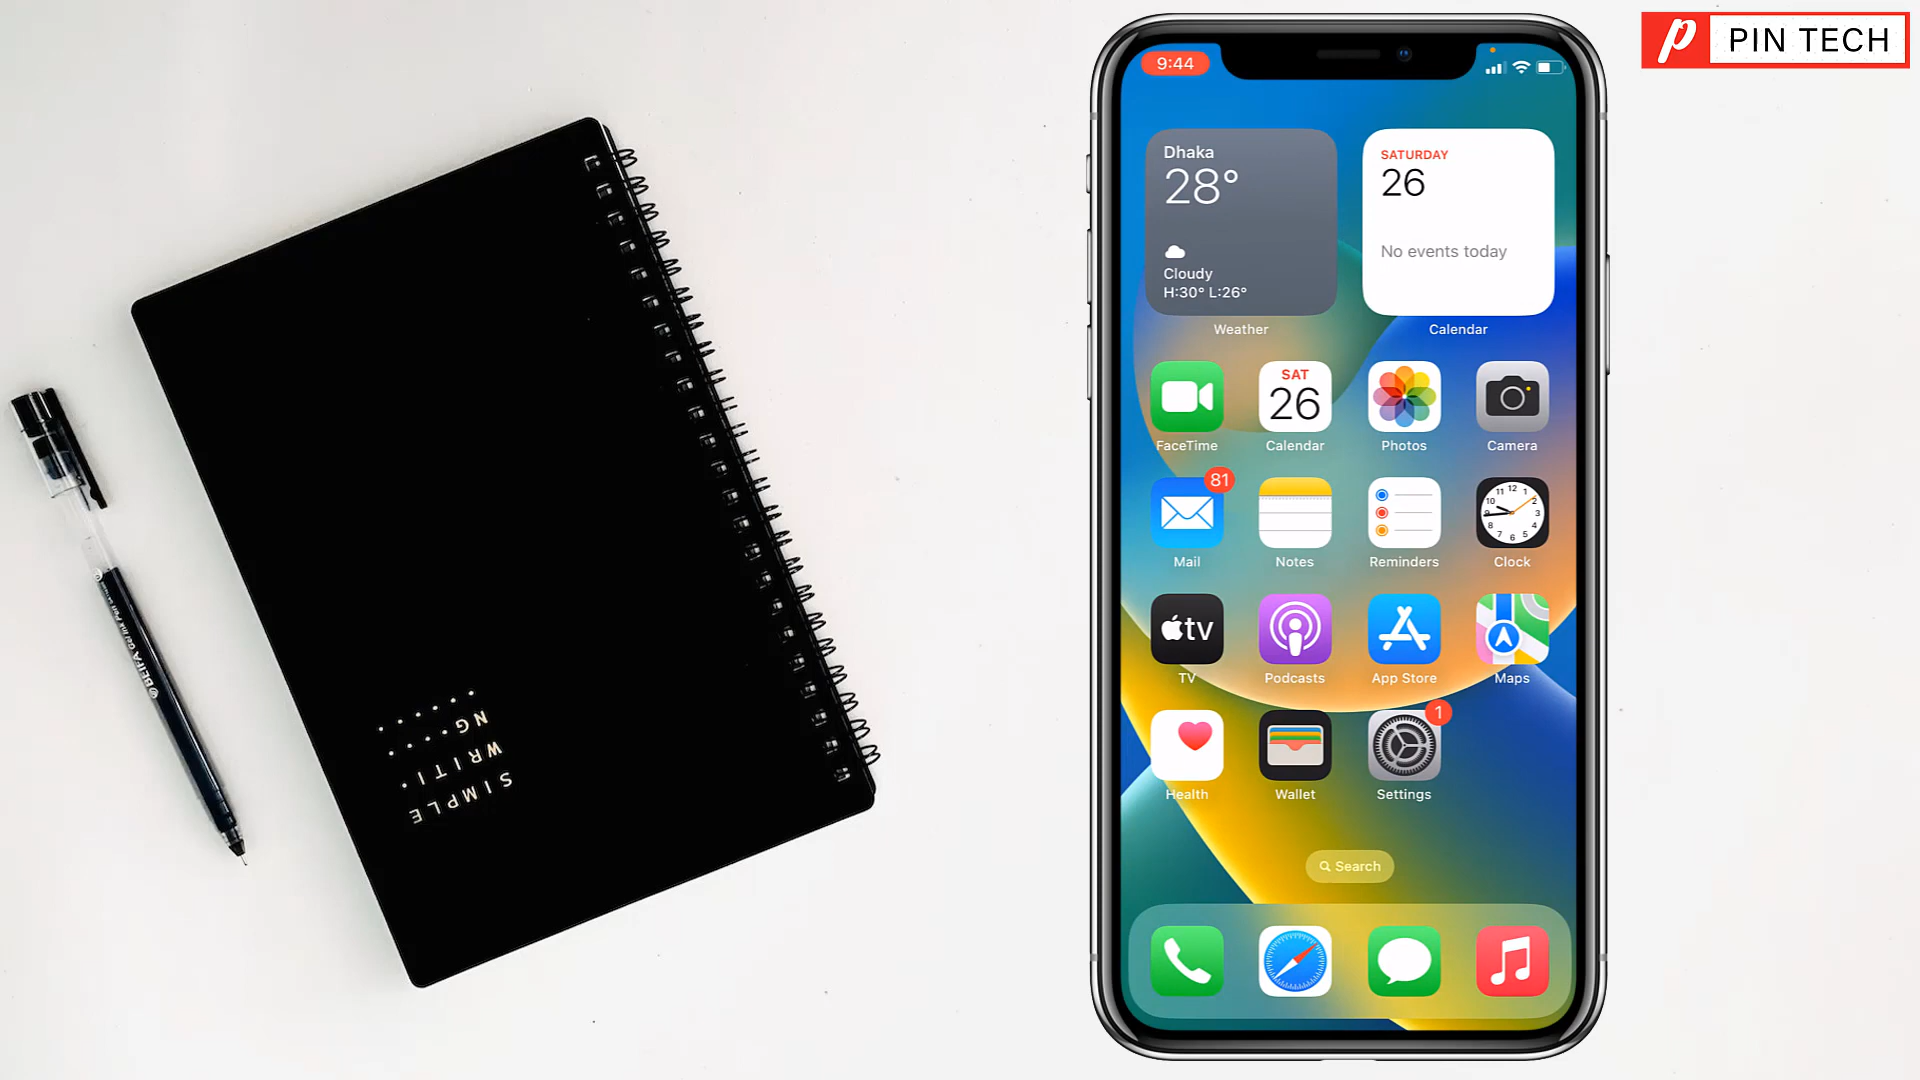 PIN TECH
9:44
Dhaka
28°
Cloudy
H:30° L:26°
Weather
SATURDAY
26
No events today
Calendar
FaceTime
SAT
26
Calendar
Photos
Camera
81
Mail
Notes
Reminders
Clock
tv
TV
Podcasts
App Store
Maps
Health
Wallet
1
Settings
Search
SIMPLE
WRITI
NG